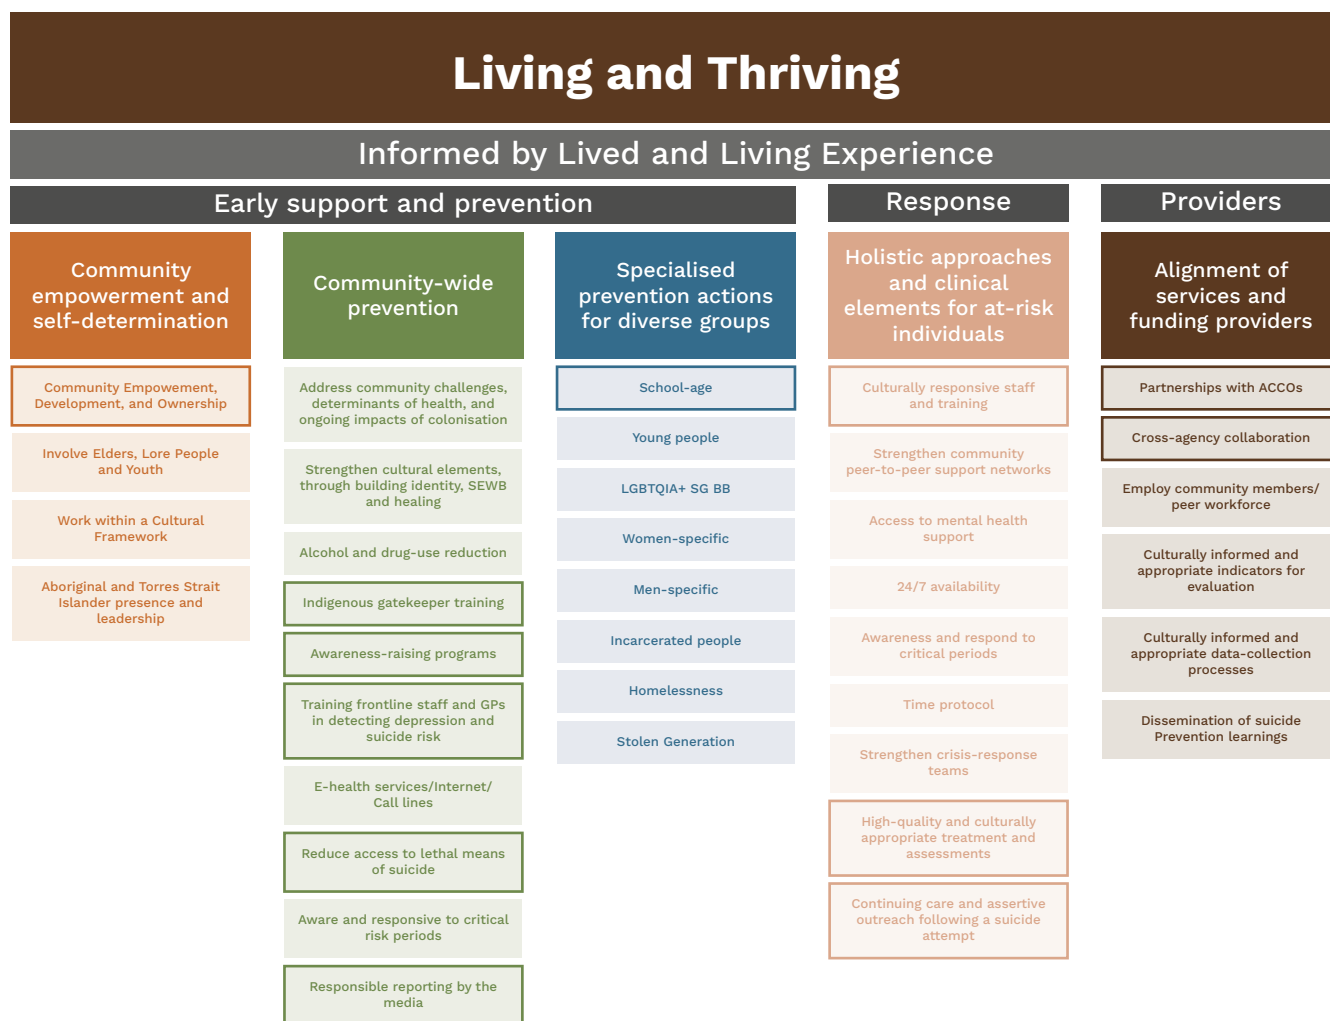 Living and Thriving
Informed by Lived and Living Experience
Early support and prevention
Community
empowerment and
self-determination
Community Empowement,
Development, and Ownership
Involve Elders, Lore People
and Youth
Work within a Cultural
Framework
Aboriginal and Torres Strait
Islander presence and
leadership
Community-wide
prevention
Address community challenges,
determinants of health, and
ongoing impacts of colonisation
Strengthen cultural elements,
through building identity, SEWB
and healing
Alcohol and drug-use reduction
Indigenous gatekeeper training
Awareness-raising programs
Training frontline staff and GPs
in detecting depression and
suicide risk
E-health services/Internet/
Call lines
Reduce access to lethal means
of suicide
Aware and responsive to critical
risk periods
Responsible reporting by the
media
Specialised
prevention actions
for diverse groups
School-age
Young people
LGBTQIA+ SG BB
Women-specific
Men-specific
Incarcerated people
Homelessness
Stolen Generation
Response
Holistic approaches
and clinical
elements for at-risk
individuals
Culturally responsive staff
and training
Strengthen community
peer-to-peer support networks
Access to mental health
support
24/7 availability
Awareness and respond to
critical periods
Time protocol
Strengthen crisis-response
teams
High-quality and culturally
appropriate treatment and
assessments
Continuing care and assertive
outreach following a suicide
attempt
Providers
Alignment of
services and
funding providers
Partnerships with ACCOs
Cross-agency collaboration
Employ community members/
peer workforce
Culturally informed and
appropriate indicators for
evaluation
Culturally informed and
appropriate data-collection
processes
Dissemination of suicide
Prevention learnings